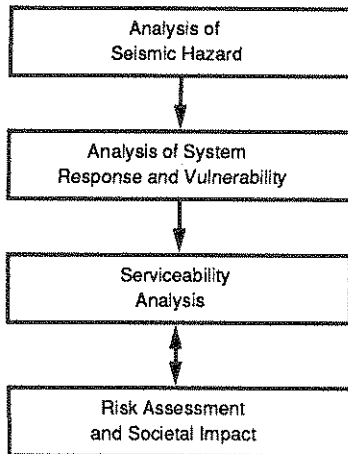 Analysis of
Seismic Hazard
Analysis of System
Response and Vulnerability
Serviceability
Analysis
Risk Assessment
and Societal Impact